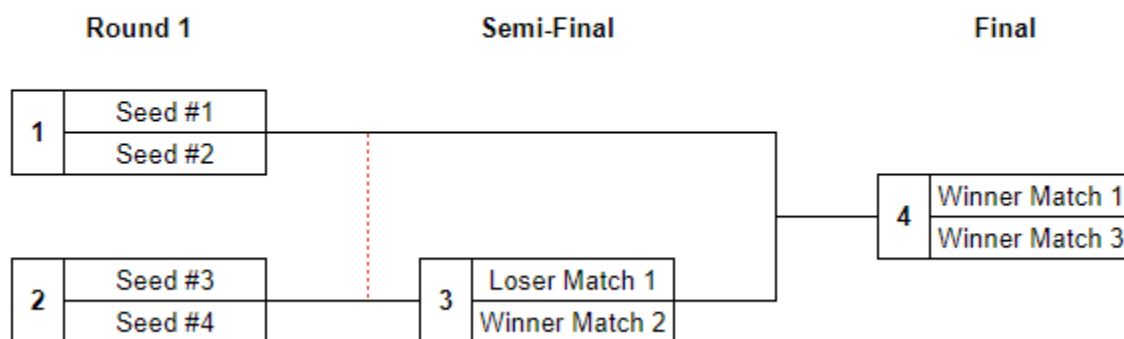 Round 1
Semi-Final
Final
1
Seed #1
Seed #2
2
Seed #3
Seed #4
3
Loser Match 1
Winner Match 2
4
Winner Match 1
Winner Match 3